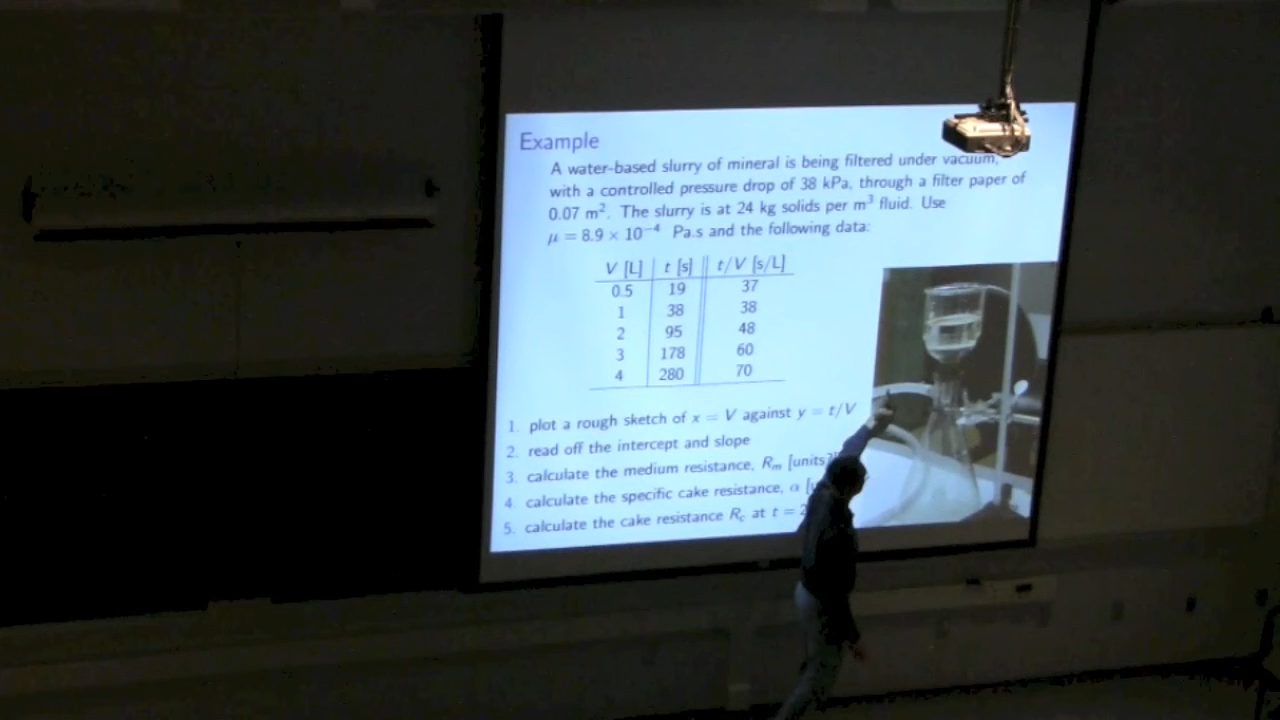 Example
A water-based slurry of mineral is being filtered under vacuum,
with a controlled pressure drop of 38 kPa, through a filter paper of
0.07 m². The slurry is at 24 kg solids per m³ fluid. Use
μ = 8.9 × 10⁻⁴ Pa.s and the following data:
V [L] t [s] t/V [s/L]
0.5 19 37
1 38 38
2 95 48
3 178 60
4 280 70
1. plot a rough sketch of x = V against y = t/V
2. read off the intercept and slope
3. calculate the medium resistance, Rₘ [units?]
4. calculate the specific cake resistance, α
5. calculate the cake resistance R꜀ at t =